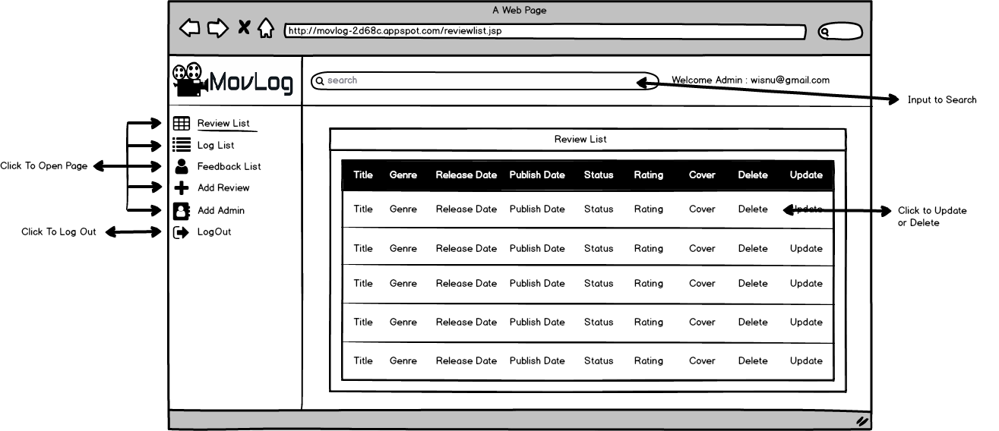 A Web Page
http://movlog-2d68c.appspot.com/reviewlist.jsp
MovLog
search
Welcome Admin : wisnu@gmail.com
Input to Search
Review List
Log List
Feedback List
Add Review
Add Admin
LogOut
Click To Open Page
Click To Log Out
Review List
Title Genre Release Date Publish Date Status Rating Cover Delete Update
Title Genre Release Date Publish Date Status Rating Cover Delete Update
Title Genre Release Date Publish Date Status Rating Cover Delete Update
Title Genre Release Date Publish Date Status Rating Cover Delete Update
Title Genre Release Date Publish Date Status Rating Cover Delete Update
Title Genre Release Date Publish Date Status Rating Cover Delete Update
Click to Update
or Delete